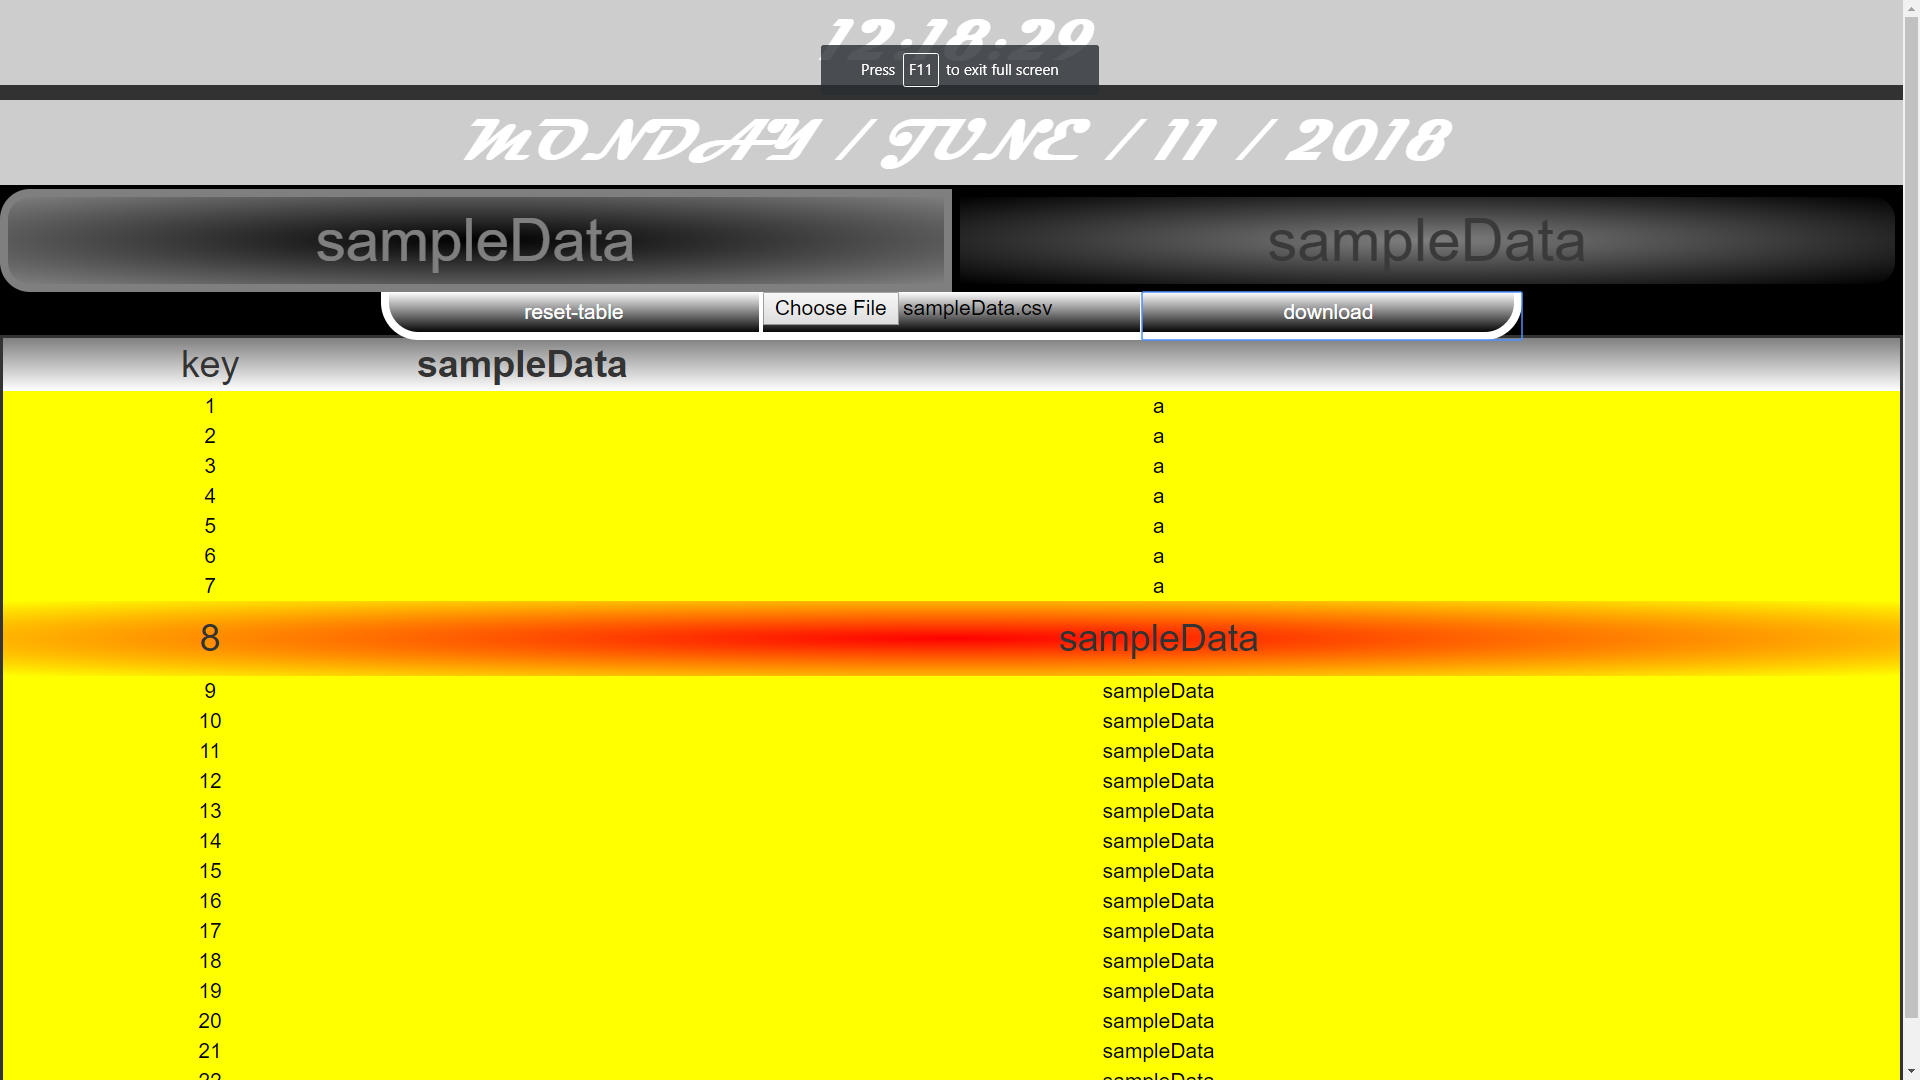 12:18:29
Press F11 to exit full screen
MONDAY / JUNE / 11 / 2018
sampleData sampleData
reset-table Choose File sampleData.csv download
key sampleData
1 a
2 a
3 a
4 a
5 a
6 a
7 a
8 sampleData
9 sampleData
10 sampleData
11 sampleData
12 sampleData
13 sampleData
14 sampleData
15 sampleData
16 sampleData
17 sampleData
18 sampleData
19 sampleData
20 sampleData
21 sampleData
22 sampleData